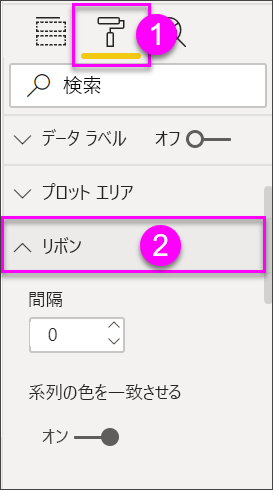 1
検索
データ ラベル オフ
プロット エリア
リボン 2
間隔
0
系列の色を一致させる
オン